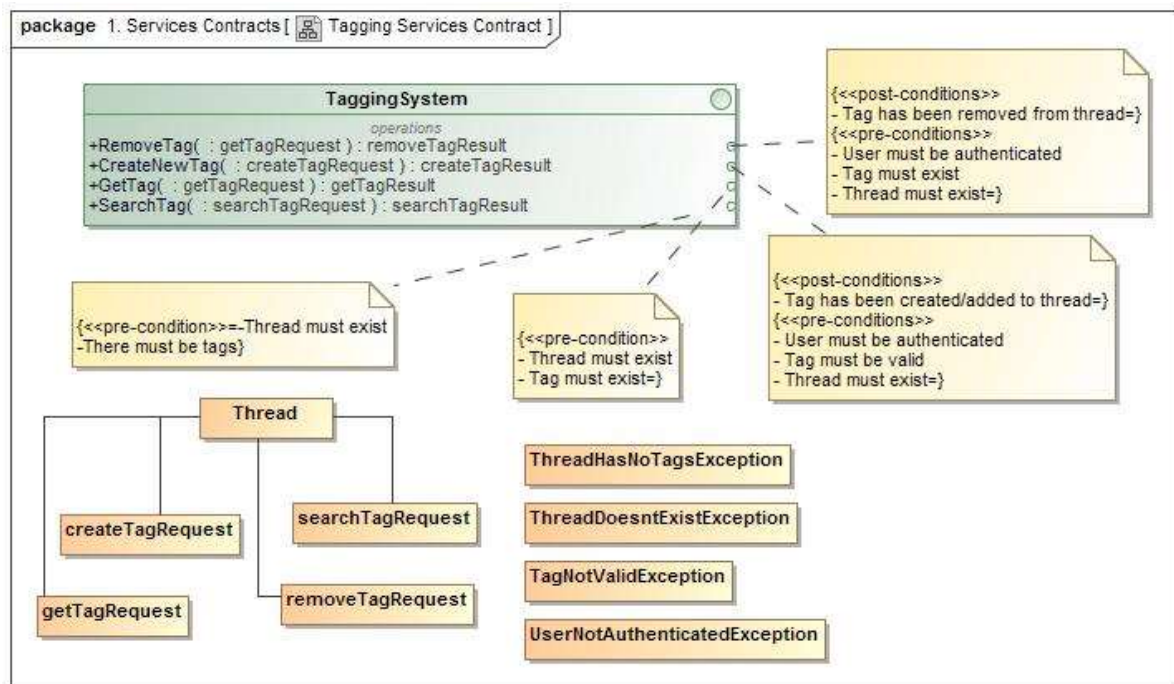 package 1. Services Contracts [ Tagging Services Contract ]
TaggingSystem
operations
+RemoveTag( : getTagRequest ) : removeTagResult
+CreateNewTag( : createTagRequest ) : createTagResult
+GetTag( : getTagRequest ) : getTagResult
+SearchTag( : searchTagRequest ) : searchTagResult
{<<post-conditions>>
- Tag has been removed from thread=}
{<<pre-conditions>>
- User must be authenticated
- Tag must exist
- Thread must exist=}
{<<post-conditions>>
- Tag has been created/added to thread=}
{<<pre-conditions>>
- User must be authenticated
- Tag must be valid
- Thread must exist=}
{<<pre-condition>>=-Thread must exist
-There must be tags}
{<<pre-condition>>
- Thread must exist
- Tag must exist=}
Thread
createTagRequest
searchTagRequest
getTagRequest
removeTagRequest
ThreadHasNoTagsException
ThreadDoesntExistException
TagNotValidException
UserNotAuthenticatedException